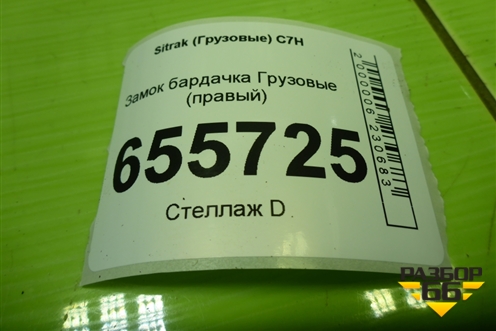 Sitrak (Грузовые) C7H
Замок бардачка Грузовые
(правый)
655725
Стеллаж D
2000006230683
РАЗБОР
66